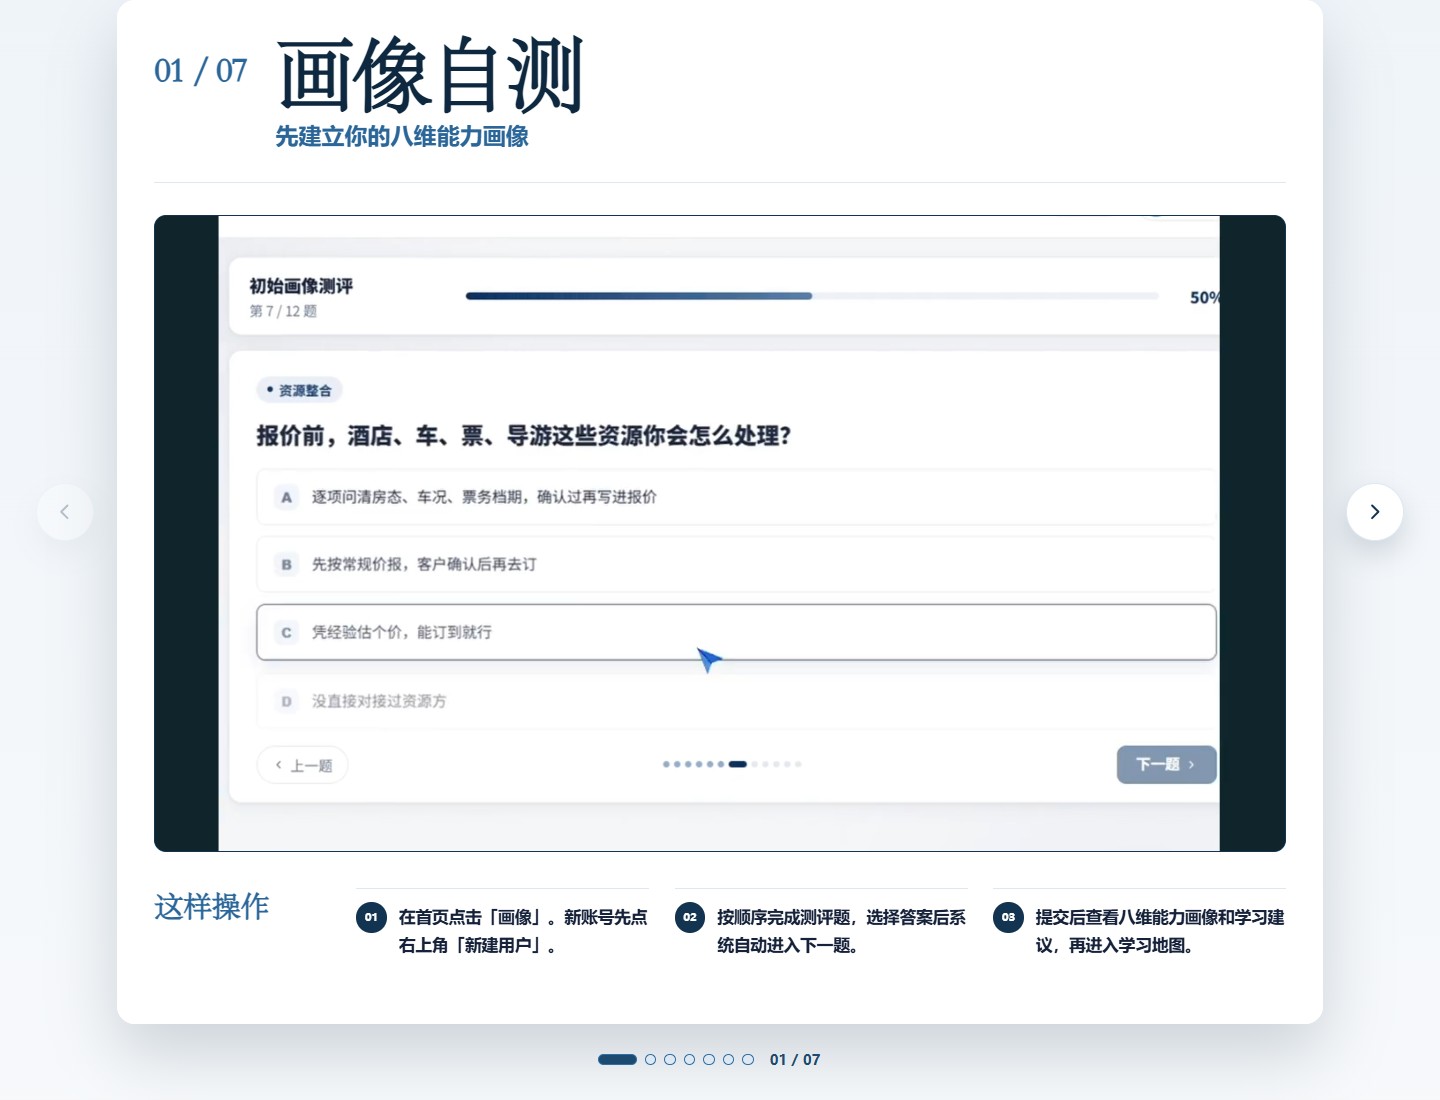 01 / 07
画像自测
先建立你的八维能力画像
初始画像测评
第 7 / 12 题
50%
资源整合
报价前，酒店、车、票、导游这些资源你会怎么处理？
A 逐项问清房态、车况、票务档期，确认过再写进报价
B 先按常规价报，客户确认后再去订
C 凭经验估个价，能订到就行
D 没直接对接过资源方
上一题
下一题
这样操作
01 在首页点击「画像」。新账号先点
右上角「新建用户」。
02 按顺序完成测评题，选择答案后系
统自动进入下一题。
03 提交后查看八维能力画像和学习建
议，再进入学习地图。
01 / 07